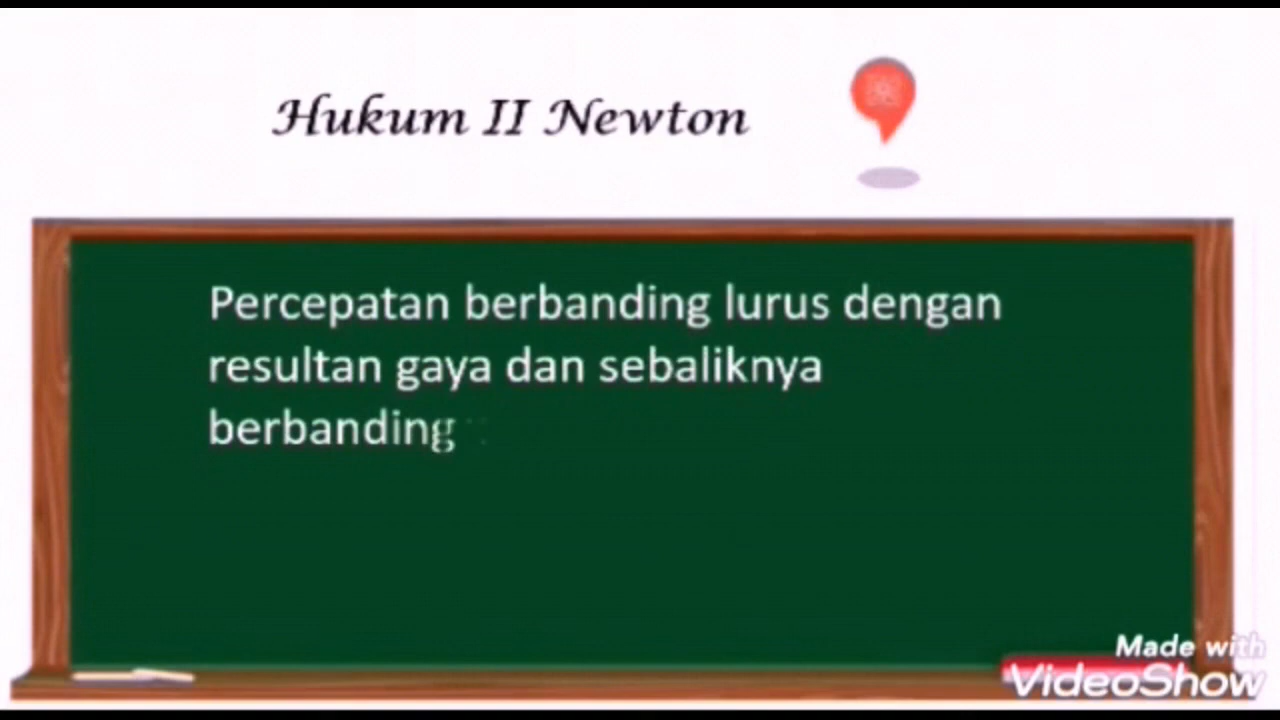 Hukum II Newton
Percepatan berbanding lurus dengan
resultan gaya dan sebaliknya
berbanding
Made with
VideoShow